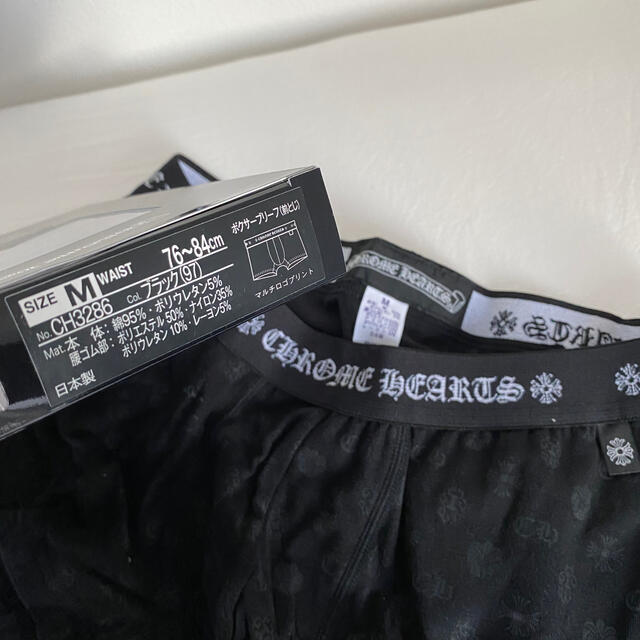 SIZE M WAIST 76~84cm
No. CH3286 Col. ブラック(97)
Mat. 本 体: 綿95%・ポリウレタン5%
腰ゴム部: ポリエステル50%・ナイロン35%
ポリウレタン10%・レーヨン5%
日本製
ボクサーブリーフ(前とじ)
マルチロゴプリント
CHROME HEARTS
M
CHROME HEARTS